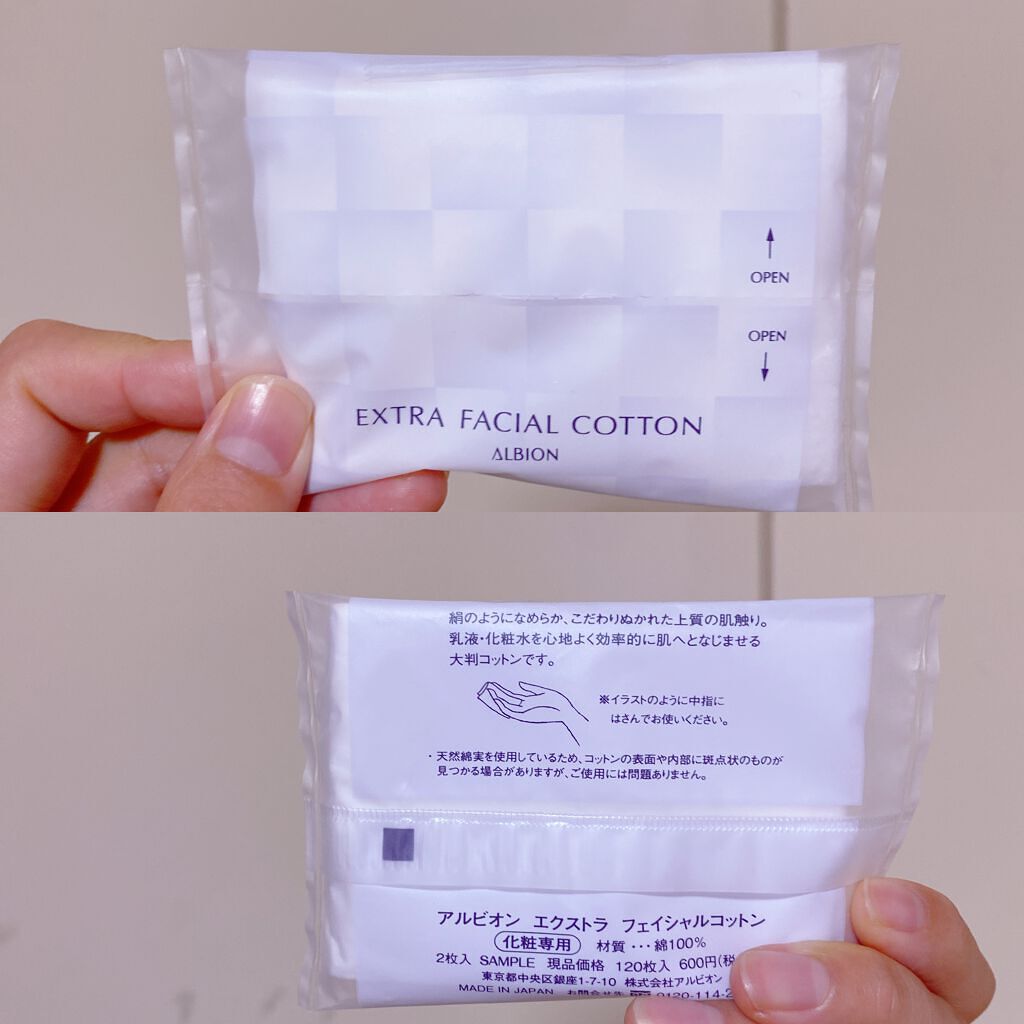 OPEN
OPEN
EXTRA FACIAL COTTON
ALBION
絹のようになめらか、こだわりぬかれた上質の肌触り。
乳液・化粧水を心地よく効率的に肌へとなじませる
大判コットンです。
※イラストのように中指に
はさんでお使いください。
・天然綿実を使用しているため、コットンの表面や内部に斑点状のものが
見つかる場合がありますが、ご使用には問題ありません。
アルビオン エクストラ フェイシャルコットン
化粧専用 材質・・・綿100%
2枚入 SAMPLE 現品価格 120枚入 600円(税
東京都中央区銀座1-7-10 株式会社アルビオン
MADE IN JAPAN お問合せ先 0120-114-2